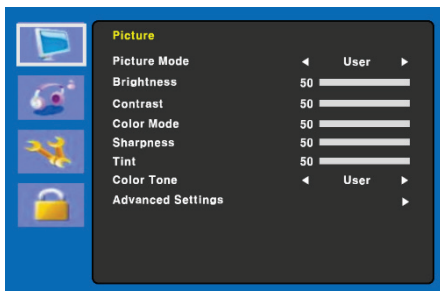 Picture
Picture Mode ◀ User ▶
Brightness 50
Contrast 50
Color Mode 50
Sharpness 50
Tint 50
Color Tone ◀ User ▶
Advanced Settings ▶